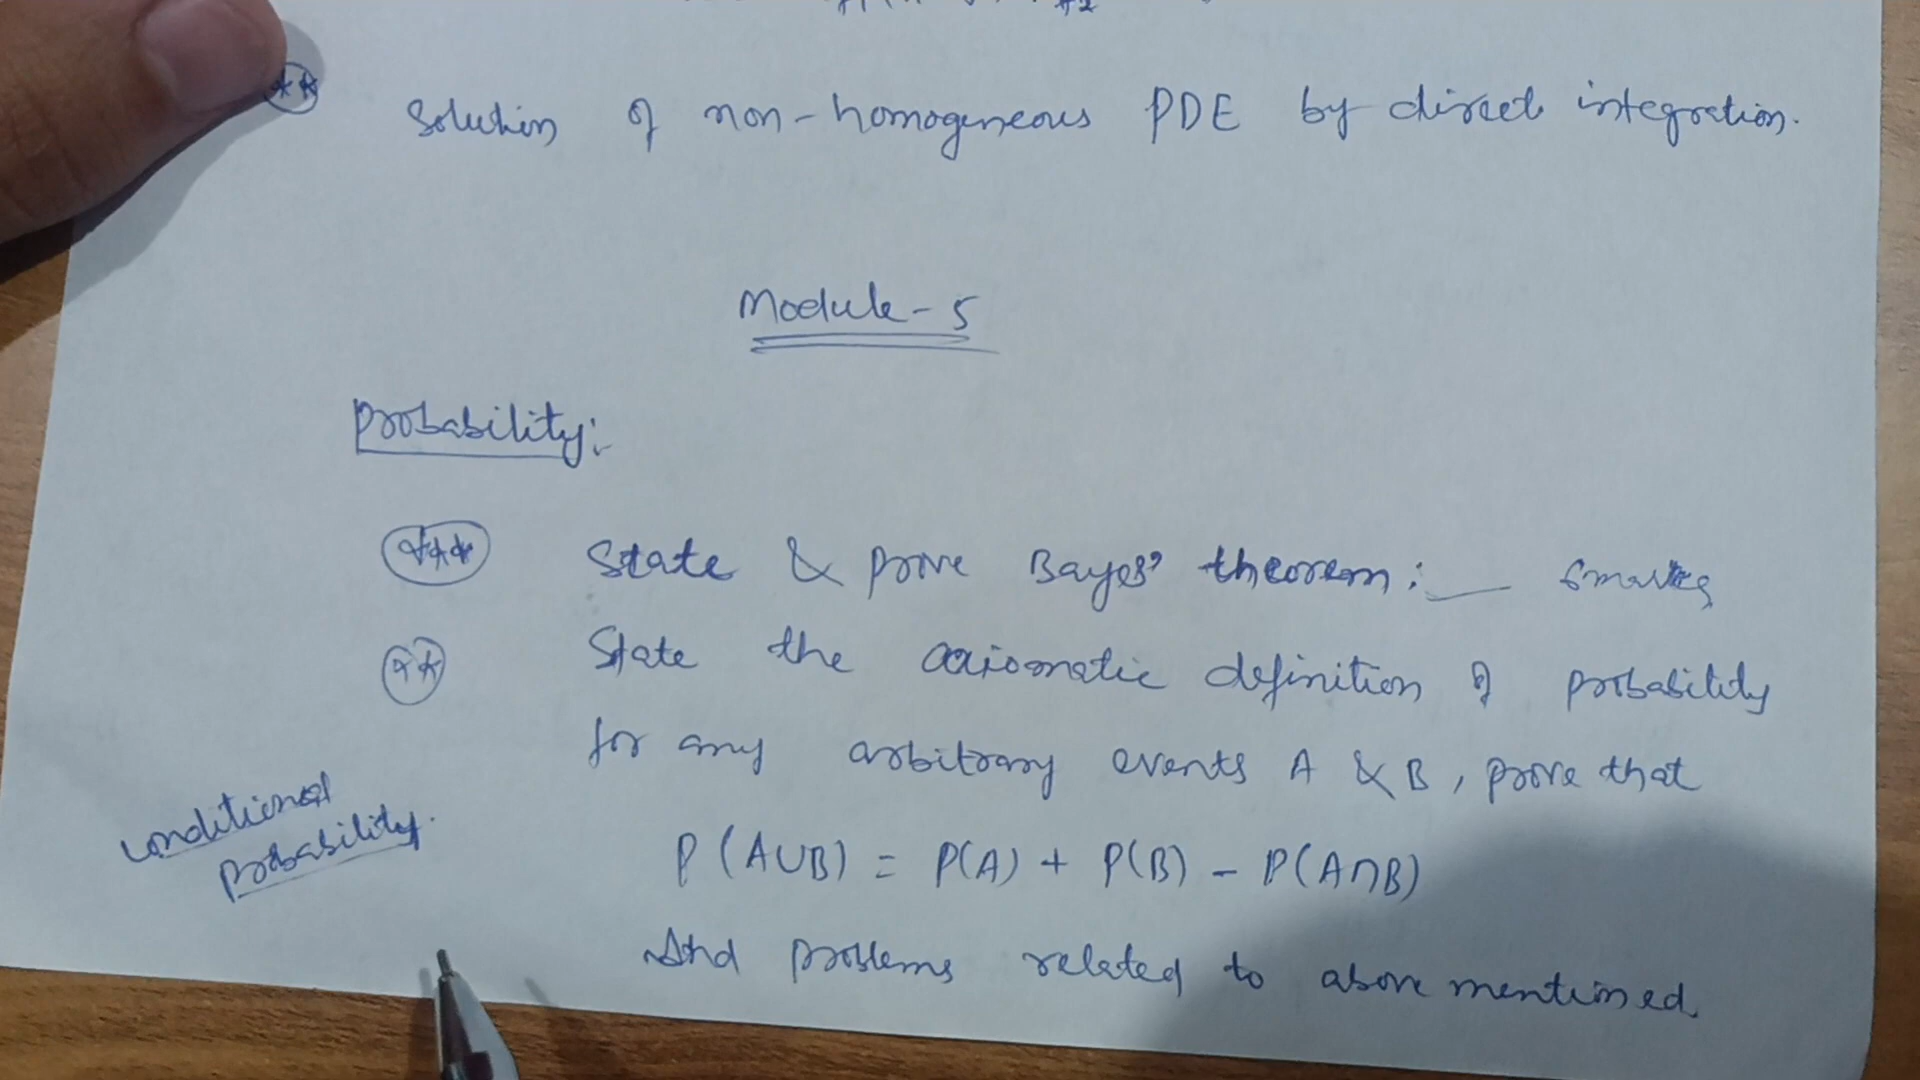 ** solution of non-homogeneous PDE by direct integration.
Module - 5
probability:-
*** State & prove Bayes' theorem: — 6marks
** State the axiomatic definition of probability
for any arbitrary events A & B, prove that
conditional
probability.
P(A∪B) = P(A) + P(B) - P(A∩B)
And problems related to above mentioned